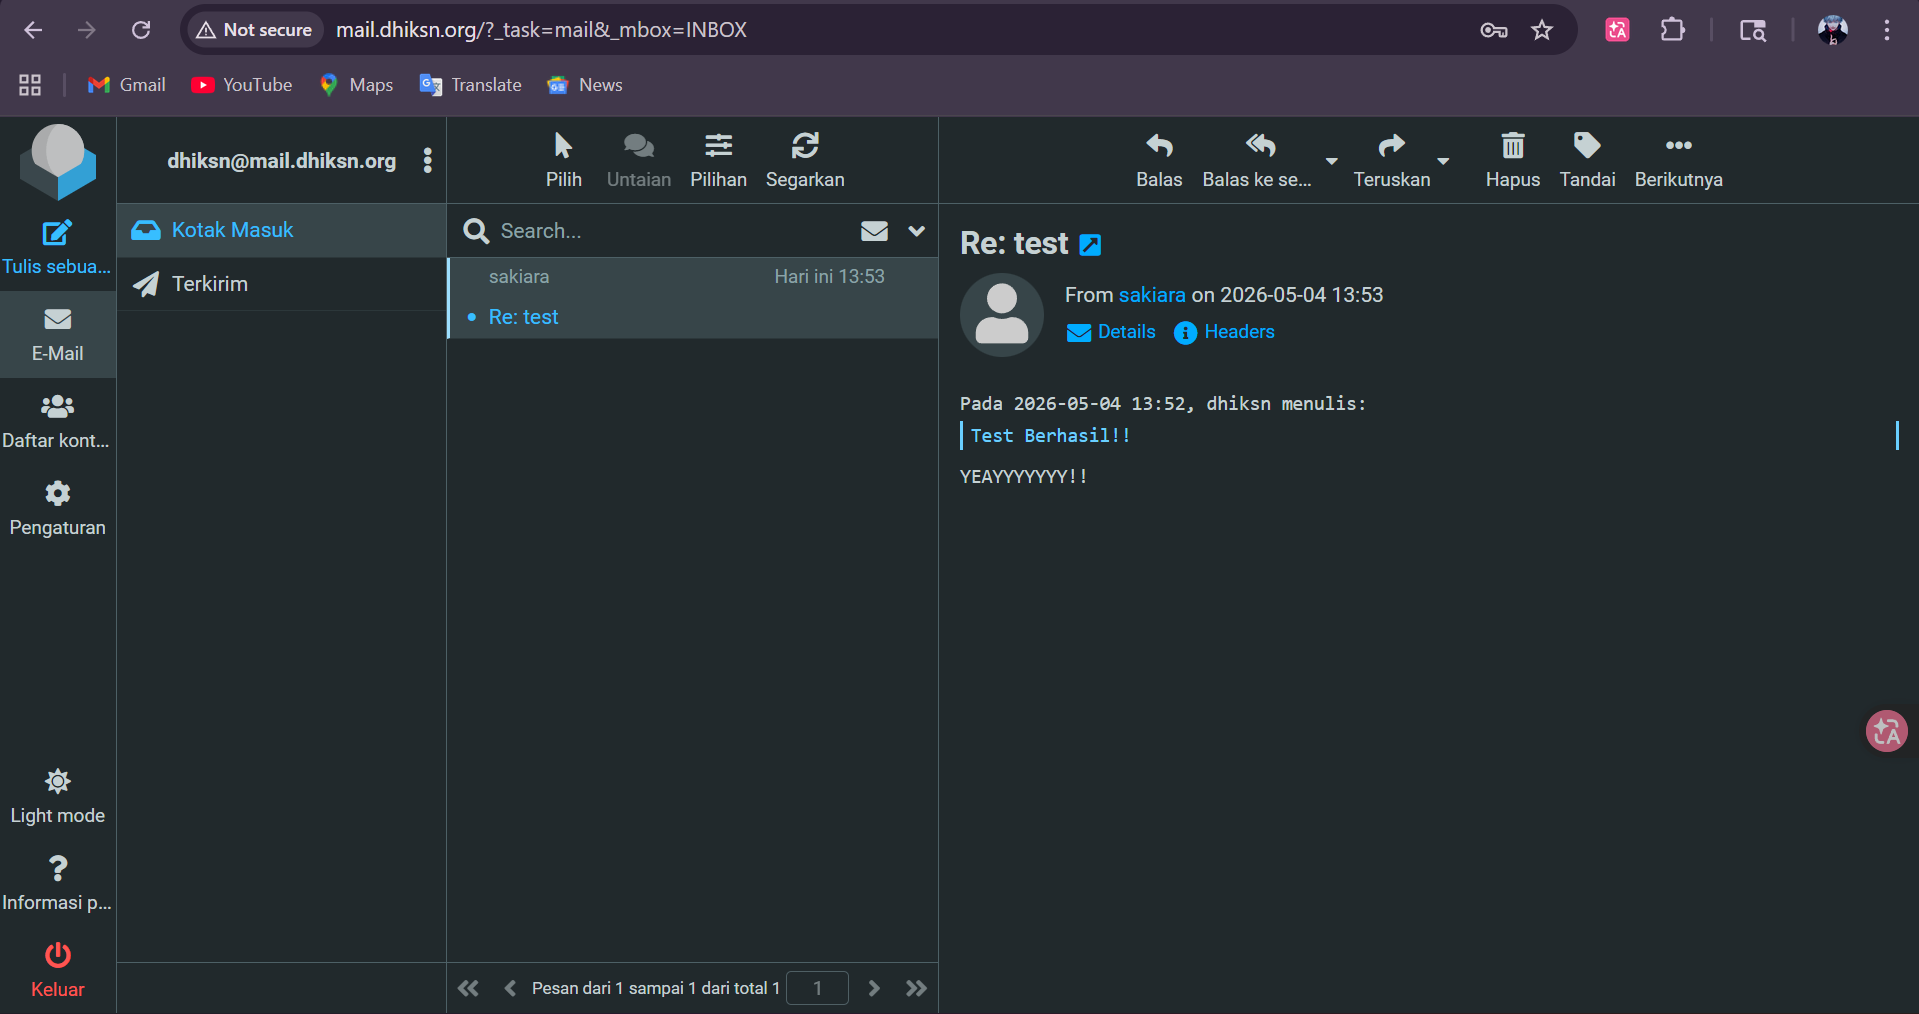 Not secure
mail.dhiksn.org/?_task=mail&_mbox=INBOX
Gmail
YouTube
Maps
Translate
News
dhiksn@mail.dhiksn.org
Pilih
Untaian
Pilihan
Segarkan
Balas
Balas ke se...
Teruskan
Hapus
Tandai
Berikutnya
Tulis sebua...
E-Mail
Daftar kont...
Pengaturan
Light mode
Informasi p...
Keluar
Kotak Masuk
Terkirim
Search...
sakiara Hari ini 13:53
Re: test
Pesan dari 1 sampai 1 dari total 1 1
Re: test
From sakiara on 2026-05-04 13:53
Details Headers
Pada 2026-05-04 13:52, dhiksn menulis:
Test Berhasil!!
YEAYYYYYYY!!